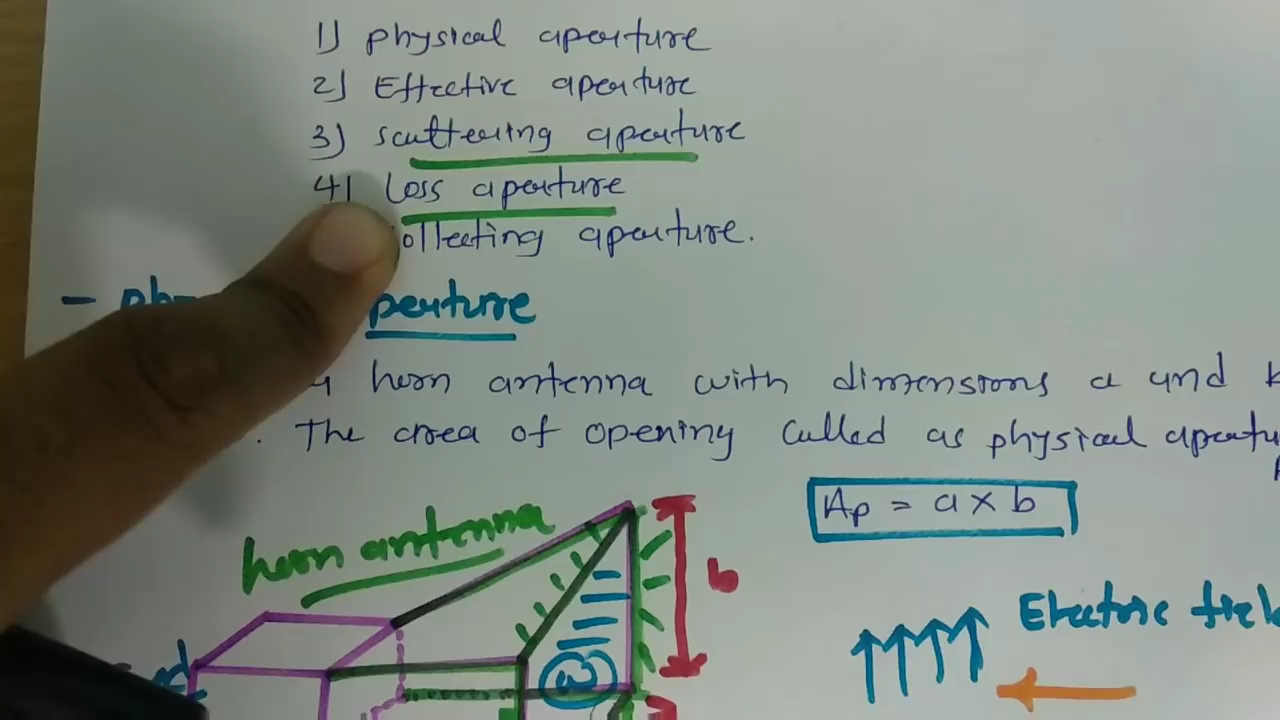 1) physical aperture
2) Effective aperture
3) scattering aperture
4) Loss aperture
ollecting aperture.
- perture
horn antenna with dimensions a and b
. The area of opening called as physical apertu
Ap = a × b
horn antenna
b
Electric fiel
a